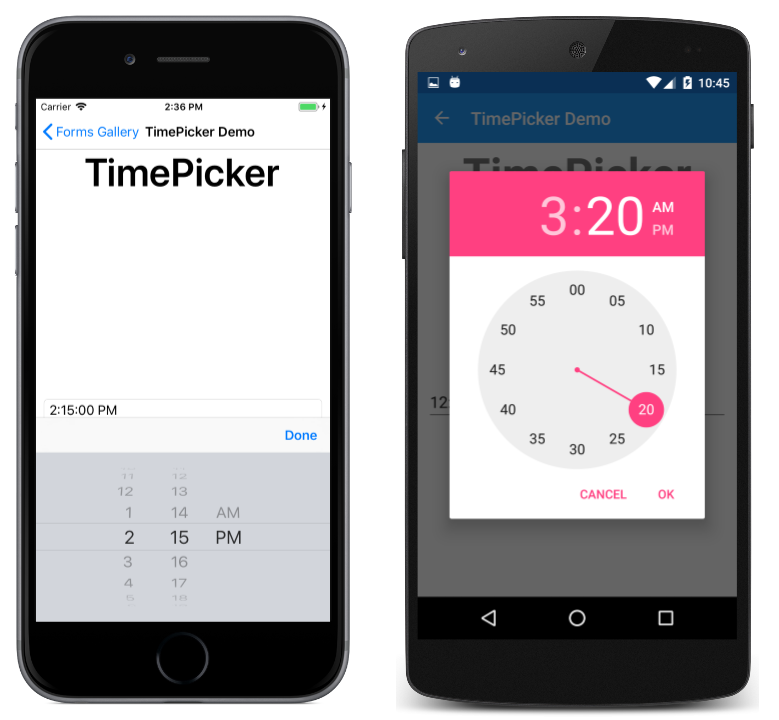 Carrier 2:36 PM
Forms Gallery TimePicker Demo
TimePicker
2:15:00 PM
Done
11 12
12 13
1 14 AM
2 15 PM
3 16
4 17
5 18
10:45
TimePicker Demo
TimePicker
3:20 AM
PM
00
55 05
50 10
45 15
12
40 20
35 25
30
CANCEL OK